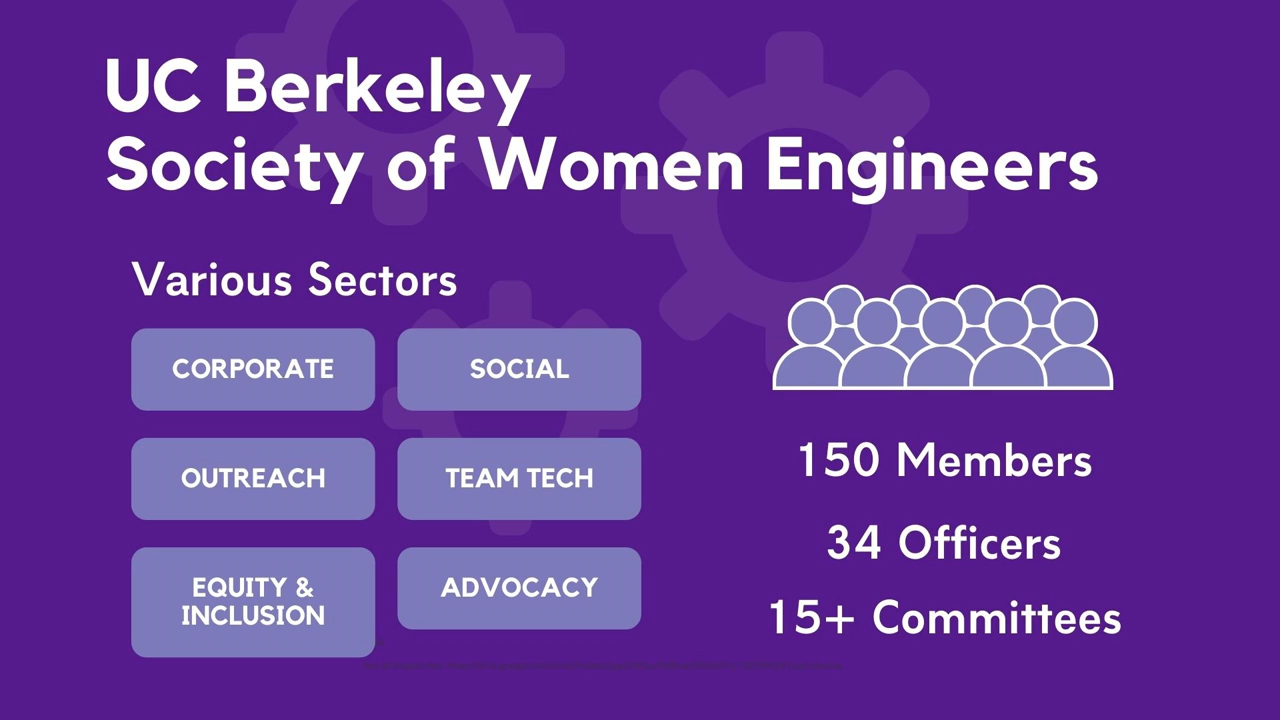 UC Berkeley
Society of Women Engineers
Various Sectors
CORPORATE
SOCIAL
OUTREACH
TEAM TECH
EQUITY &
INCLUSION
ADVOCACY
150 Members
34 Officers
15+ Committees